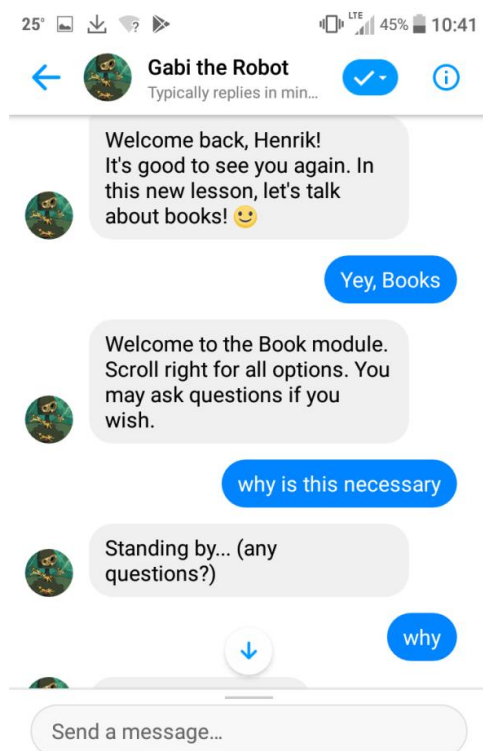 25°
LTE
45% 10:41
Gabi the Robot
Typically replies in min...
Welcome back, Henrik!
It's good to see you again. In
this new lesson, let's talk
about books! 🙂
Yey, Books
Welcome to the Book module.
Scroll right for all options. You
may ask questions if you
wish.
why is this necessary
Standing by... (any
questions?)
why
Send a message...